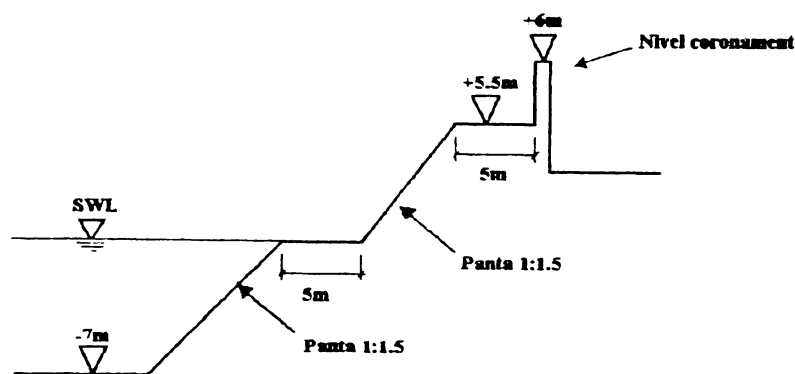 +6m
Nivel coronament
+5.5m
5m
SWL
Panta 1:1.5
5m
Panta 1:1.5
-7m